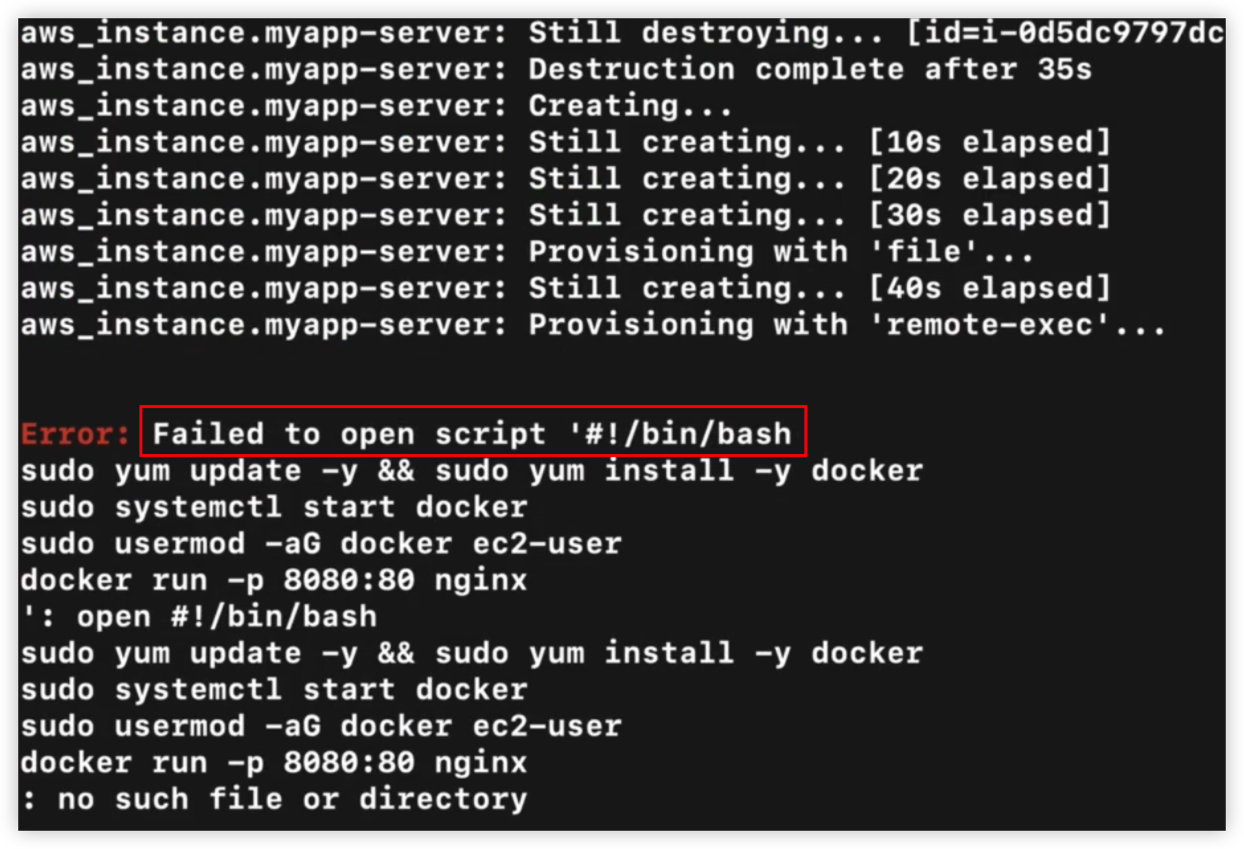 aws_instance.myapp-server: Still destroying... [id=i-0d5dc9797dc
aws_instance.myapp-server: Destruction complete after 35s
aws_instance.myapp-server: Creating...
aws_instance.myapp-server: Still creating... [10s elapsed]
aws_instance.myapp-server: Still creating... [20s elapsed]
aws_instance.myapp-server: Still creating... [30s elapsed]
aws_instance.myapp-server: Provisioning with 'file'...
aws_instance.myapp-server: Still creating... [40s elapsed]
aws_instance.myapp-server: Provisioning with 'remote-exec'...
Error: Failed to open script '#!/bin/bash
sudo yum update -y && sudo yum install -y docker
sudo systemctl start docker
sudo usermod -aG docker ec2-user
docker run -p 8080:80 nginx
': open #!/bin/bash
sudo yum update -y && sudo yum install -y docker
sudo systemctl start docker
sudo usermod -aG docker ec2-user
docker run -p 8080:80 nginx
: no such file or directory